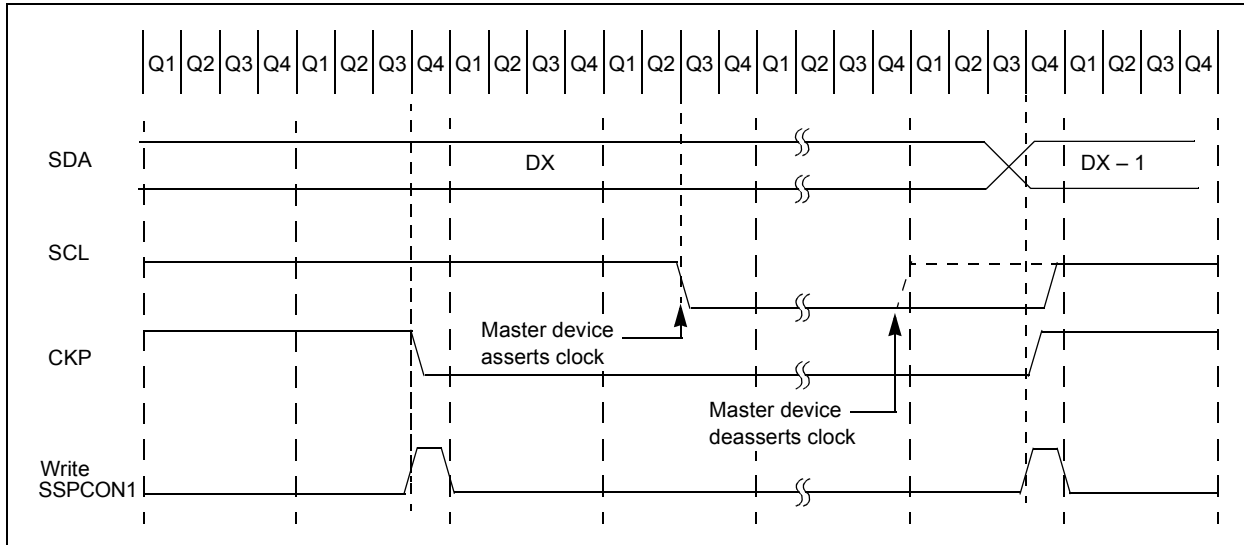 Q1 Q2 Q3 Q4 Q1 Q2 Q3 Q4 Q1 Q2 Q3 Q4 Q1 Q2 Q3 Q4 Q1 Q2 Q3 Q4 Q1 Q2 Q3 Q4 Q1 Q2 Q3 Q4
SDA
DX
DX – 1
SCL
Master device
asserts clock
CKP
Master device
deasserts clock
Write
SSPCON1